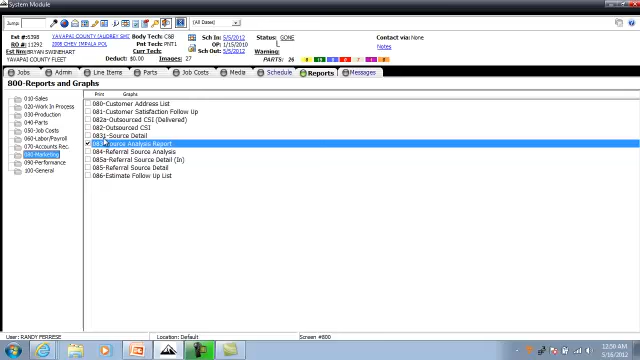 System Module
Jump:
(All Dates)
Est #:5398
YAVAPAI COUNTY (AUDREY SWI
Body Tech: CSB
Sch In: 5/5/2012
Status: GONE
Contact via: None
RO #: 11292
2008 CHEV IMPALA POL
Pnt Tech: PNT1
OP: 1/15/2010
Notes
Est Nm: BRYAN SWINEHART
Curr Tech:
Sch Out: 5/5/2012
Warning:
YAVAPAI COUNTY FLEET
Deduct: $0.00
Images: 27
PARTS: 26
Jobs
Admin
Line Items
Parts
Job Costs
Media
Schedule
Reports
Messages
800-Reports and Graphs
Print
Graphs
010-Sales
020-Work In Process
030-Production
040-Parts
050-Job Costs
060-Labor/Payroll
070-Accounts Rec.
080-Marketing
090-Performance
100-General
080-Customer Address List
081-Customer Satisfaction Follow Up
082a-Outsourced CSI (Delivered)
082-Outsourced CSI
0831-Source Detail
083-Source Analysis Report
084-Referral Source Analysis
085a-Referral Source Detail (In)
085-Referral Source Detail
086-Estimate Follow Up List
User: RANDY FERRESE
Location: Default
Screen #800
12:50 AM
5/16/2012